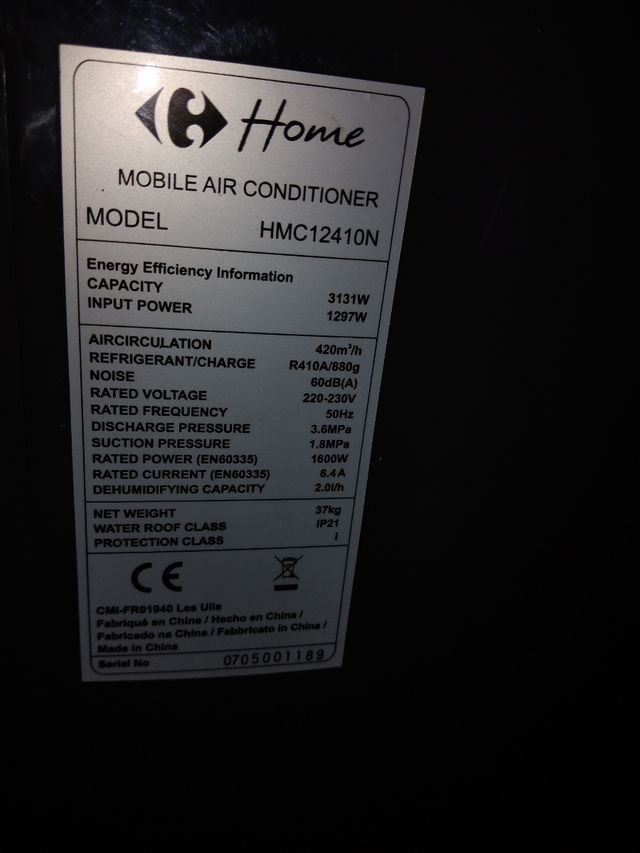 Home
MOBILE AIR CONDITIONER
MODEL HMC12410N
Energy Efficiency Information
CAPACITY 3131W
INPUT POWER 1297W
AIRCIRCULATION 420m³/h
REFRIGERANT/CHARGE R410A/880g
NOISE 60dB(A)
RATED VOLTAGE 220-230V
RATED FREQUENCY 50Hz
DISCHARGE PRESSURE 3.6MPa
SUCTION PRESSURE 1.8MPa
RATED POWER (EN60335) 1600W
RATED CURRENT (EN60335) 6.4A
DEHUMIDIFYING CAPACITY 2.0l/h
NET WEIGHT 37kg
WATER ROOF CLASS IP21
PROTECTION CLASS I
CE
CMI-FR91940 Les Ulis
Fabriqué en Chine / Hecho en China /
Fabricado na China / Fabbricato in China /
Made in China
Serial No 0705001189